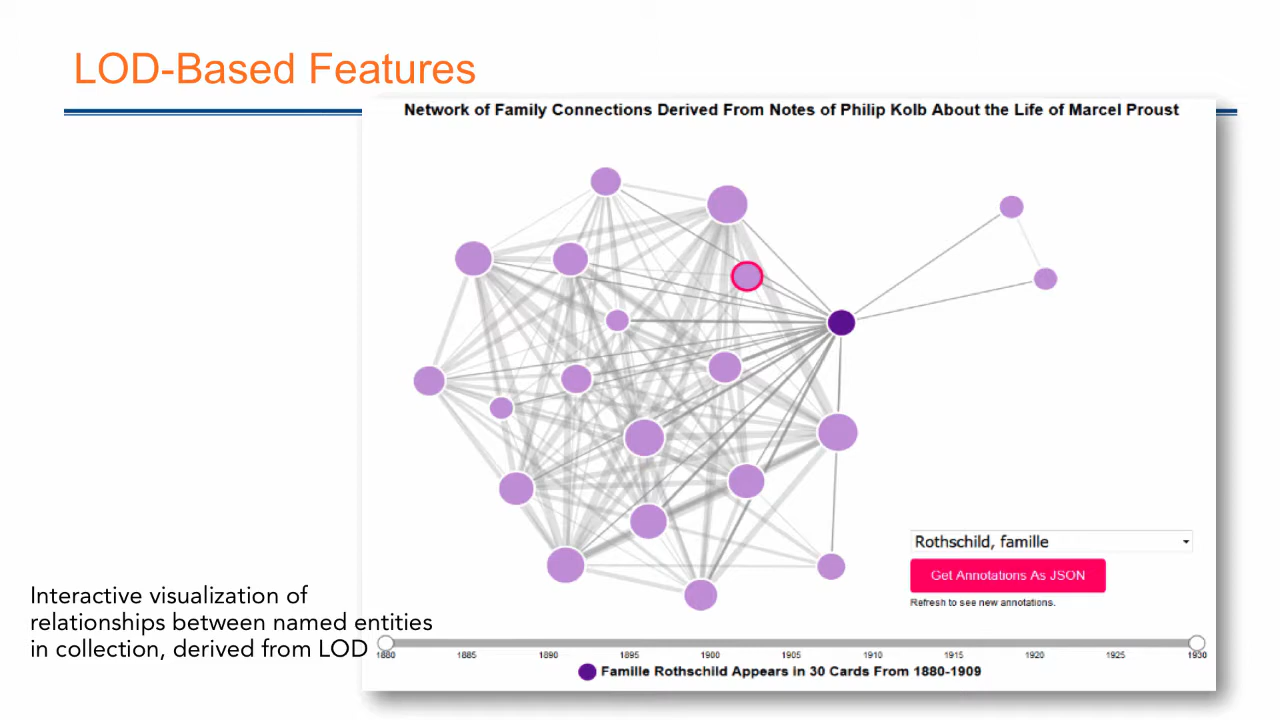 LOD-Based Features
Network of Family Connections Derived From Notes of Philip Kolb About the Life of Marcel Proust
Rothschild, famille
Get Annotations As JSON
Refresh to see new annotations.
Interactive visualization of
relationships between named entities
in collection, derived from LOD
1880 1885 1890 1895 1900 1905 1910 1915 1920 1925 1930
Famille Rothschild Appears in 30 Cards From 1880-1909